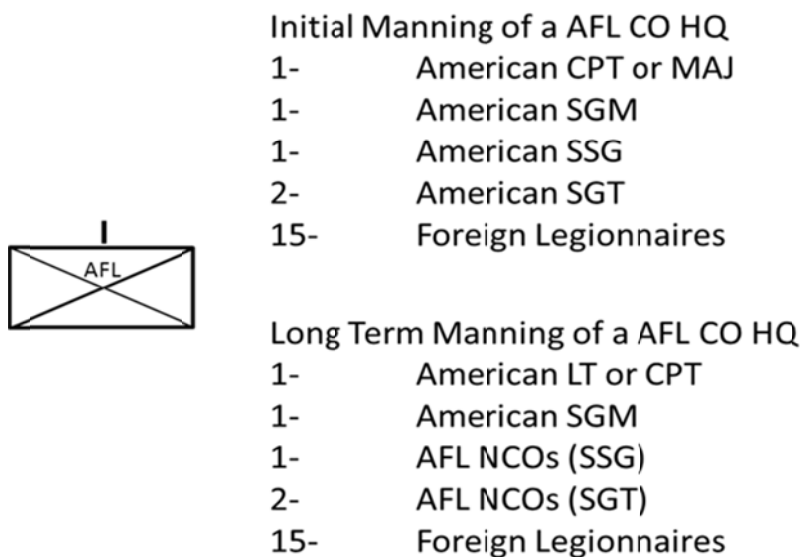 Initial Manning of a AFL CO HQ
1- American CPT or MAJ
1- American SGM
1- American SSG
2- American SGT
15- Foreign Legionnaires
AFL
Long Term Manning of a AFL CO HQ
1- American LT or CPT
1- American SGM
1- AFL NCOs (SSG)
2- AFL NCOs (SGT)
15- Foreign Legionnaires